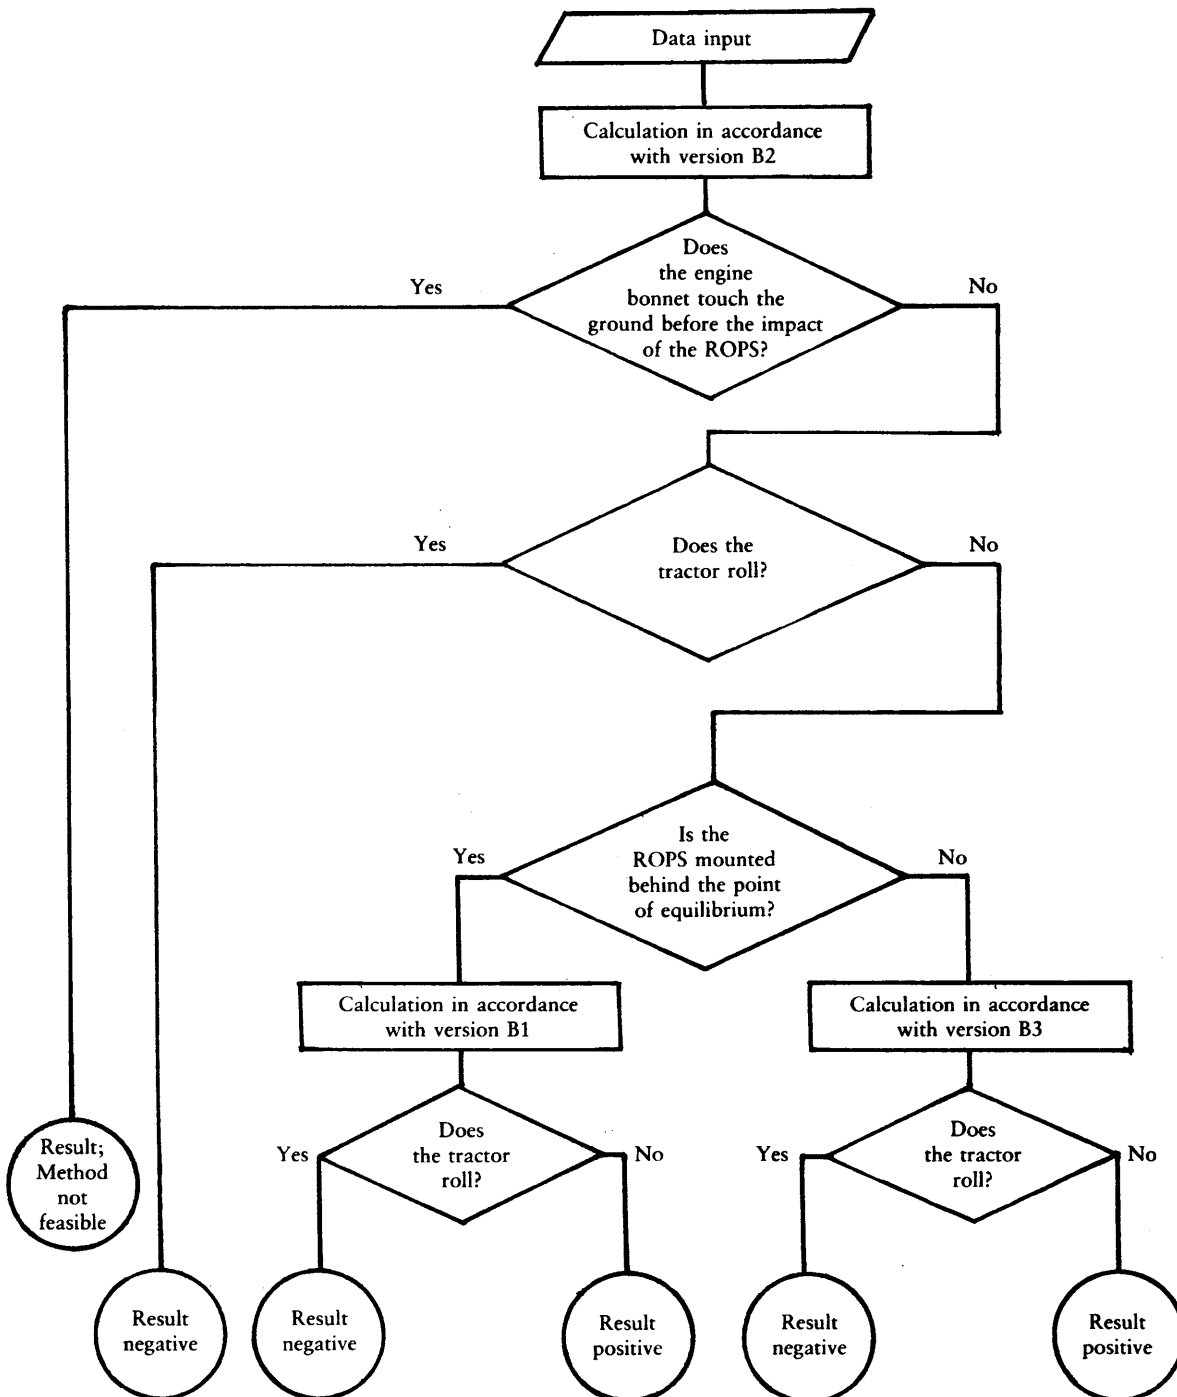 Data input
Calculation in accordance
with version B2
Does
the engine
bonnet touch the
ground before the impact
of the ROPS?
Yes
No
Does the
tractor roll?
Yes
No
Is the
ROPS mounted
behind the point
of equilibrium?
Yes
No
Calculation in accordance
with version B1
Calculation in accordance
with version B3
Does
the tractor
roll?
Yes
No
Does
the tractor
roll?
Yes
No
Result;
Method
not
feasible
Result
negative
Result
negative
Result
positive
Result
negative
Result
positive